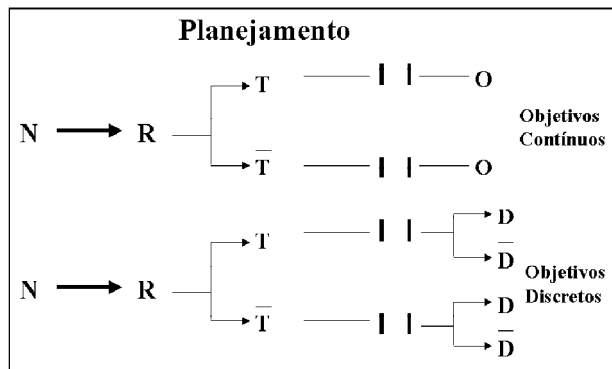 Planejamento
T O
N R
T̅ O
Objetivos
Contínuos
T D
D̅
N R
T̅ D
D̅
Objetivos
Discretos